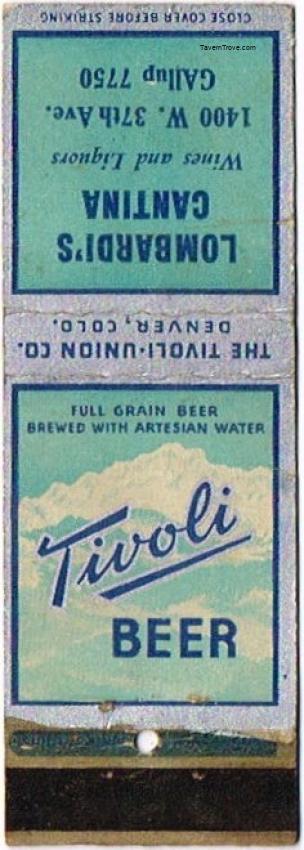 TavernTrove.com
CLOSE COVER BEFORE STRIKING
LOMBARDI'S
CANTINA
Wines and Liquors
1400 W. 37th Ave.
GAllup 7750
THE TIVOLI-UNION CO.
DENVER, COLO.
FULL GRAIN BEER
BREWED WITH ARTESIAN WATER
Tivoli
BEER